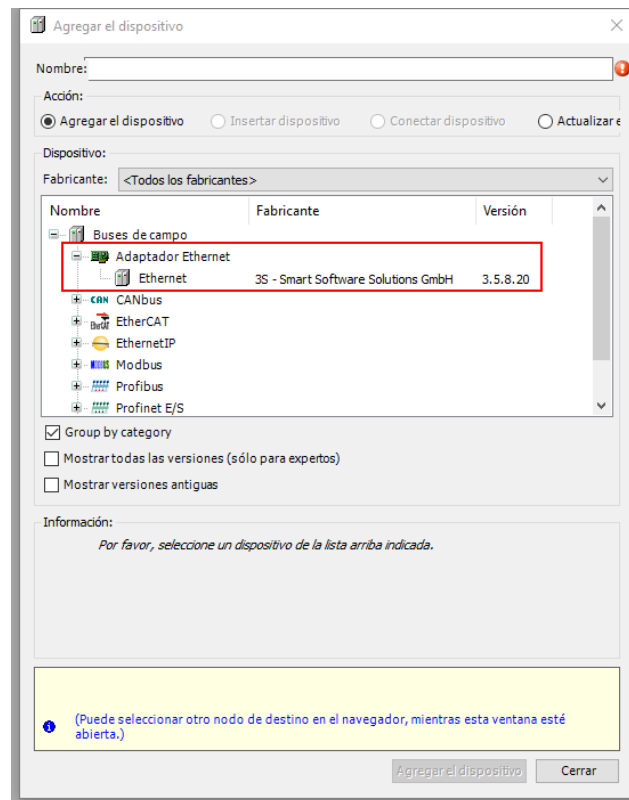 Agregar el dispositivo
Nombre:
Acción:
Agregar el dispositivo Insertar dispositivo Conectar dispositivo Actualizar e
Dispositivo:
Fabricante: <Todos los fabricantes>
Nombre Fabricante Versión
Buses de campo
Adaptador Ethernet
Ethernet 3S - Smart Software Solutions GmbH 3.5.8.20
CAN CANbus
EtherCAT EtherCAT
EthernetIP
Modbus
Profibus
Profinet E/S
Group by category
Mostrar todas las versiones (sólo para expertos)
Mostrar versiones antiguas
Información:
Por favor, seleccione un dispositivo de la lista arriba indicada.
(Puede seleccionar otro nodo de destino en el navegador, mientras esta ventana esté
abierta.)
Agregar el dispositivo Cerrar